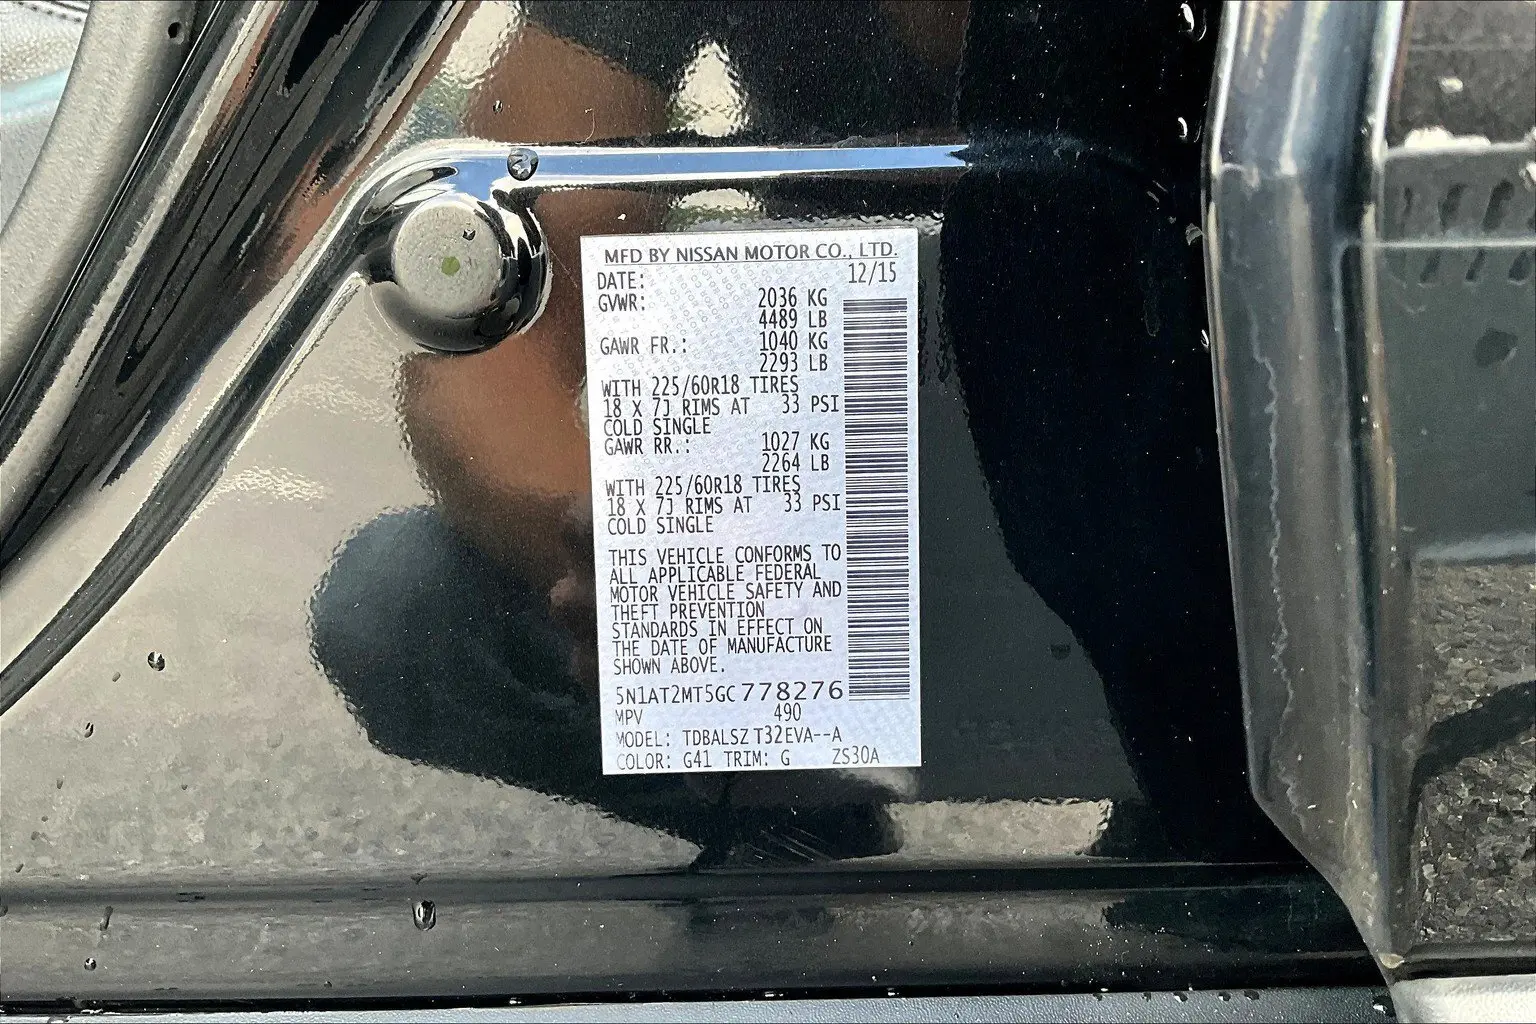 MFD BY NISSAN MOTOR CO., LTD.
DATE: 12/15
GVWR: 2036 KG
4489 LB
GAWR FR.: 1040 KG
2293 LB
WITH 225/60R18 TIRES
18 X 7J RIMS AT 33 PSI
COLD SINGLE
GAWR RR.: 1027 KG
2264 LB
WITH 225/60R18 TIRES
18 X 7J RIMS AT 33 PSI
COLD SINGLE
THIS VEHICLE CONFORMS TO
ALL APPLICABLE FEDERAL
MOTOR VEHICLE SAFETY AND
THEFT PREVENTION
STANDARDS IN EFFECT ON
THE DATE OF MANUFACTURE
SHOWN ABOVE.
5N1AT2MT5GC778276
MPV 490
MODEL: TDBALSZ T32EVA--A
COLOR: G41 TRIM: G ZS30A